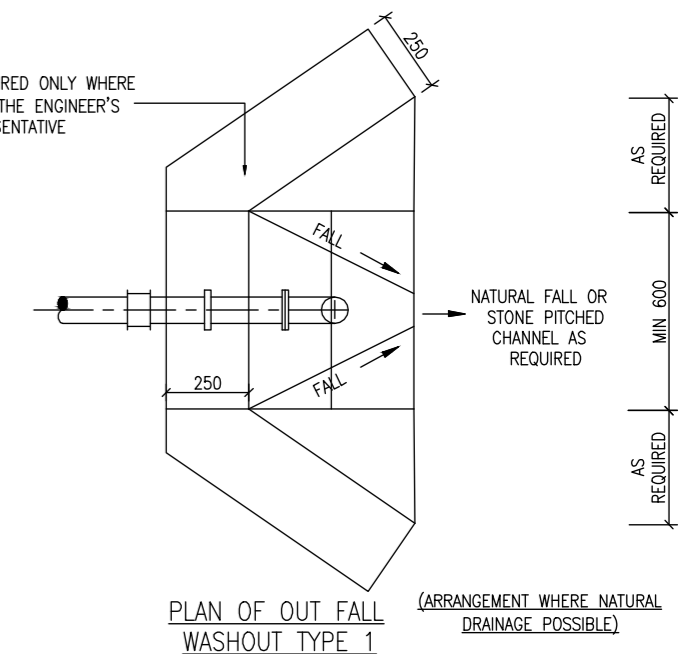 250
RED ONLY WHERE
THE ENGINEER'S
SENTATIVE
AS
REQUIRED
FALL
NATURAL FALL OR
STONE PITCHED
CHANNEL AS
REQUIRED
MIN 600
250
FALL
AS
REQUIRED
PLAN OF OUT FALL
WASHOUT TYPE 1
(ARRANGEMENT WHERE NATURAL
DRAINAGE POSSIBLE)